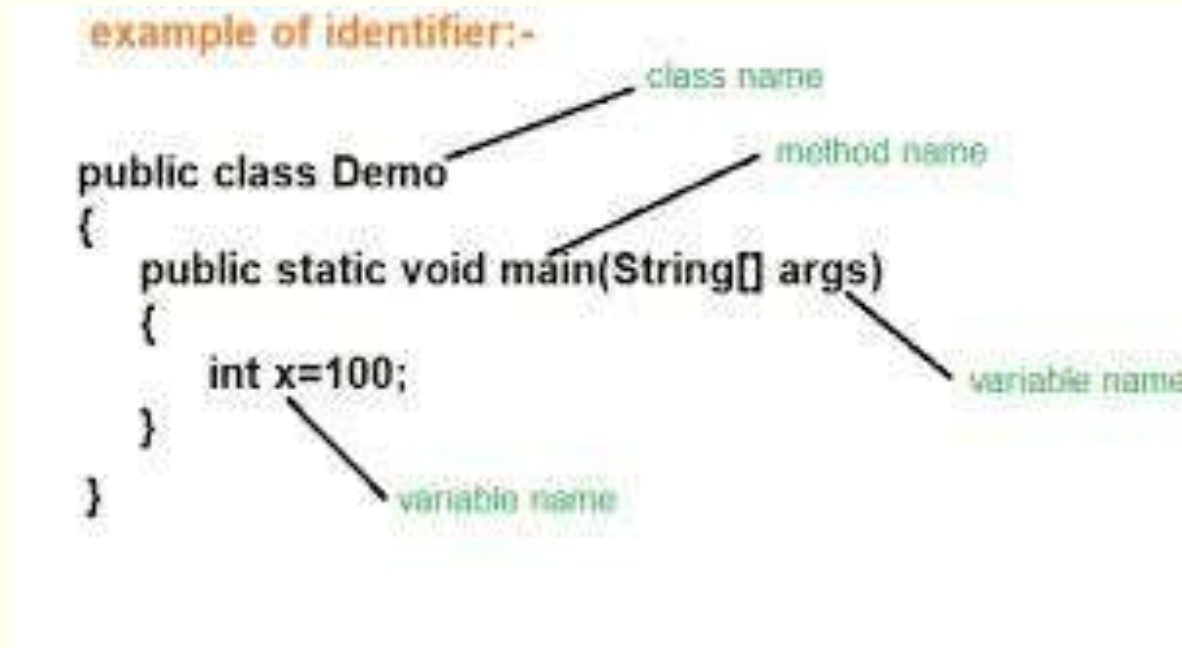 example of identifier:-
class name
method name
public class Demo
{
public static void main(String[] args)
{
int x=100;
variable name
}
}
variable name